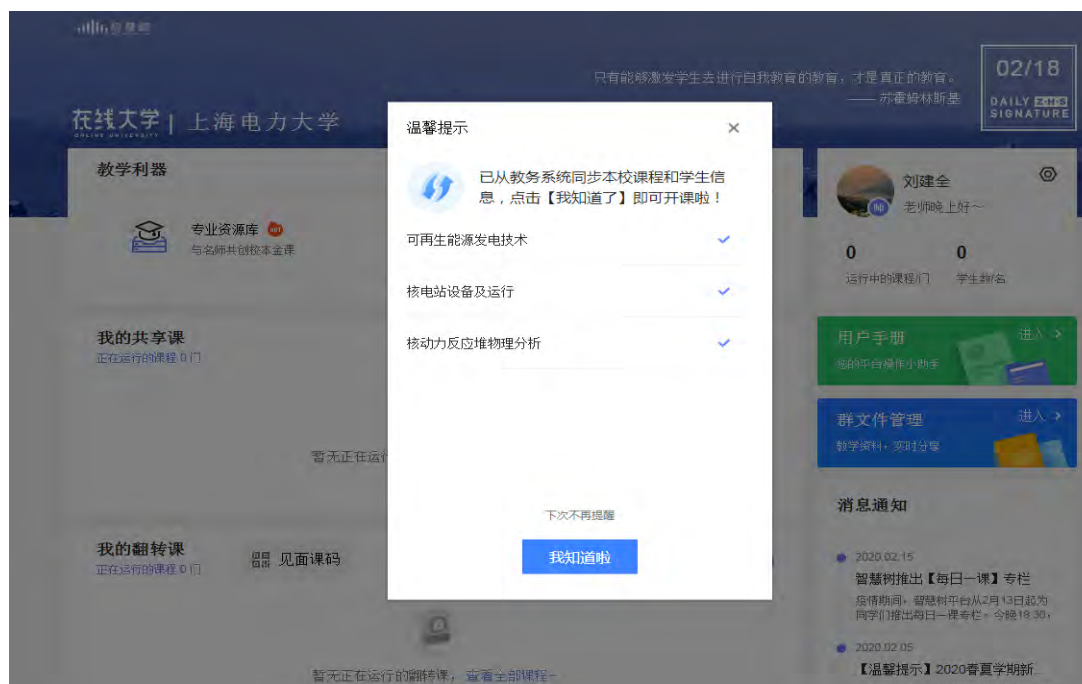 智慧树
只有能够激发学生去进行自我教育的教育，才是真正的教育。
—— 苏霍姆林斯基
02/18
DAILY ZHS
SIGNATURE
在线大学 | 上海电力大学
ONLINE UNIVERSITY
教学利器
专业资源库 HOT
与名师共创校本金课
我的共享课
正在运行的课程 0 门
暂无正在运行
我的翻转课
正在运行的课程 0 门
见面课码
暂无正在运行的翻转课，查看全部课程
温馨提示
已从教务系统同步本校课程和学生信
息，点击【我知道了】即可开课啦！
可再生能源发电技术
核电站设备及运行
核动力反应堆物理分析
下次不再提醒
我知道啦
刘建全
老师晚上好～
0
0
运行中的课程/门
学生数/名
用户手册
进入 >
您的平台操作小助手
群文件管理
进入 >
教学资料，实时分享
消息通知
2020.02.15
智慧树推出【每日一课】专栏
疫情期间，智慧树平台从2月13日起为
同学们推出每日一课专栏。今晚18:30，
2020.02.05
【温馨提示】2020春夏学期新